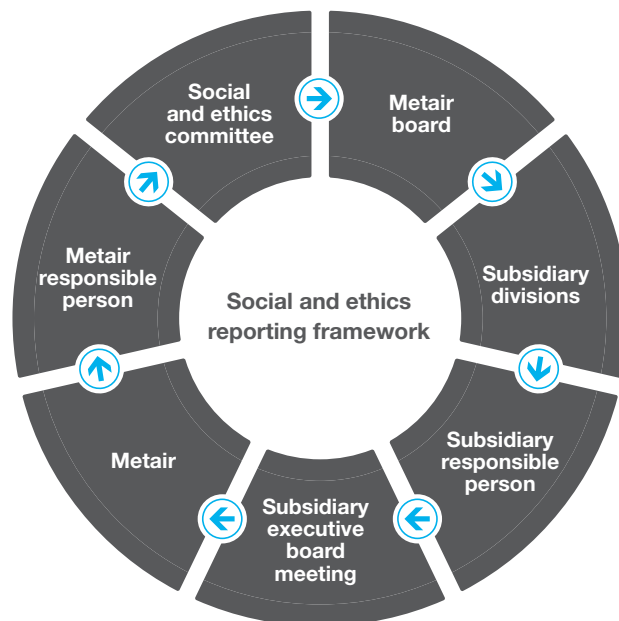 Social
and ethics
committee
Metair
board
Subsidiary
divisions
Subsidiary
responsible
person
Subsidiary
executive
board
meeting
Metair
Metair
responsible
person
Social and ethics
reporting framework